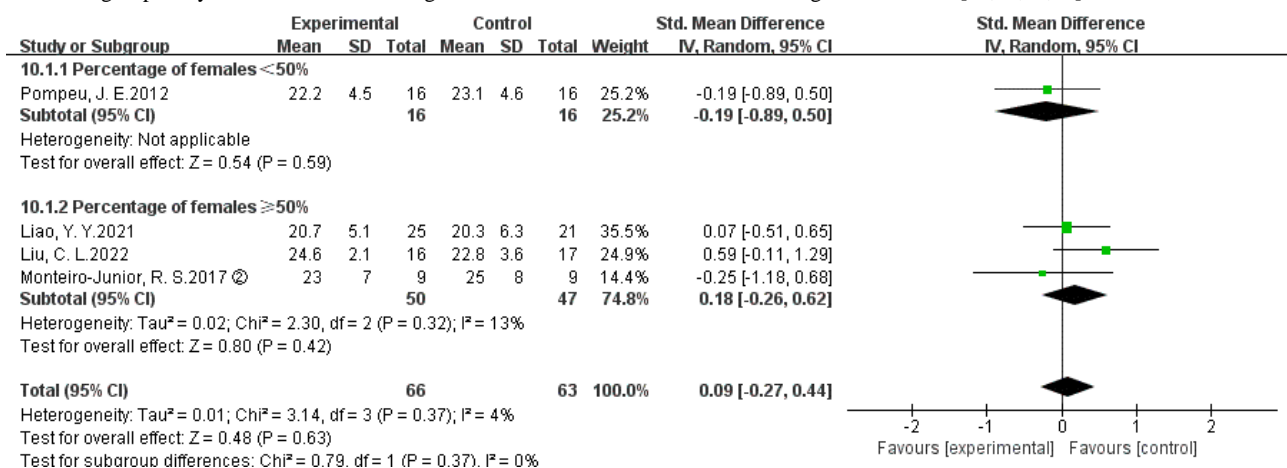 Experimental Control Std. Mean Difference Std. Mean Difference
Study or Subgroup Mean SD Total Mean SD Total Weight IV, Random, 95% CI IV, Random, 95% CI
10.1.1 Percentage of females<50%
Pompeu, J. E.2012 22.2 4.5 16 23.1 4.6 16 25.2% -0.19 [-0.89, 0.50]
Subtotal (95% CI) 16 16 25.2% -0.19 [-0.89, 0.50]
Heterogeneity: Not applicable
Test for overall effect: Z = 0.54 (P = 0.59)
10.1.2 Percentage of females≥50%
Liao, Y. Y.2021 20.7 5.1 25 20.3 6.3 21 35.5% 0.07 [-0.51, 0.65]
Liu, C. L.2022 24.6 2.1 16 22.8 3.6 17 24.9% 0.59 [-0.11, 1.29]
Monteiro-Junior, R. S.2017 ② 23 7 9 25 8 9 14.4% -0.25 [-1.18, 0.68]
Subtotal (95% CI) 50 47 74.8% 0.18 [-0.26, 0.62]
Heterogeneity: Tau² = 0.02; Chi² = 2.30, df = 2 (P = 0.32); I² = 13%
Test for overall effect: Z = 0.80 (P = 0.42)
Total (95% CI) 66 63 100.0% 0.09 [-0.27, 0.44]
Heterogeneity: Tau² = 0.01; Chi² = 3.14, df = 3 (P = 0.37); I² = 4%
Test for overall effect: Z = 0.48 (P = 0.63)
Test for subgroup differences: Chi² = 0.79, df = 1 (P = 0.37), I² = 0%
-2 -1 0 1 2
Favours [experimental] Favours [control]